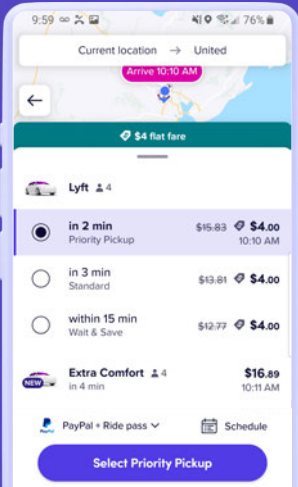 9:59
76%
Current location → United
Arrive 10:10 AM
$4 flat fare
Lyft 4
in 2 min $15.83 $4.00
Priority Pickup 10:10 AM
in 3 min $13.81 $4.00
Standard
within 15 min $12.77 $4.00
Wait & Save
Extra Comfort 4 $16.89
NEW in 4 min 10:11 AM
PayPal + Ride pass Schedule
Select Priority Pickup